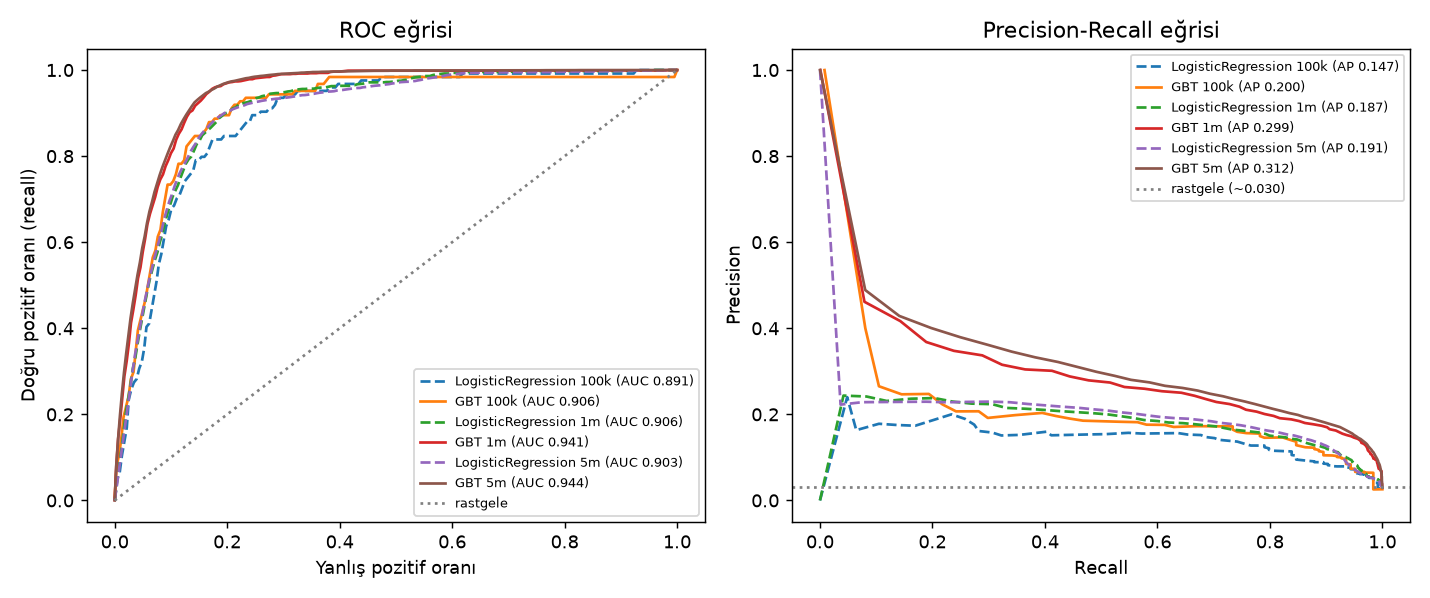 ROC eğrisi
Doğru pozitif oranı (recall)
1.0
0.8
0.6
0.4
0.2
0.0
LogisticRegression 100k (AUC 0.891)
GBT 100k (AUC 0.906)
LogisticRegression 1m (AUC 0.906)
GBT 1m (AUC 0.941)
LogisticRegression 5m (AUC 0.903)
GBT 5m (AUC 0.944)
rastgele
0.0 0.2 0.4 0.6 0.8 1.0
Yanlış pozitif oranı
Precision-Recall eğrisi
Precision
1.0
0.8
0.6
0.4
0.2
0.0
LogisticRegression 100k (AP 0.147)
GBT 100k (AP 0.200)
LogisticRegression 1m (AP 0.187)
GBT 1m (AP 0.299)
LogisticRegression 5m (AP 0.191)
GBT 5m (AP 0.312)
rastgele (~0.030)
0.0 0.2 0.4 0.6 0.8 1.0
Recall